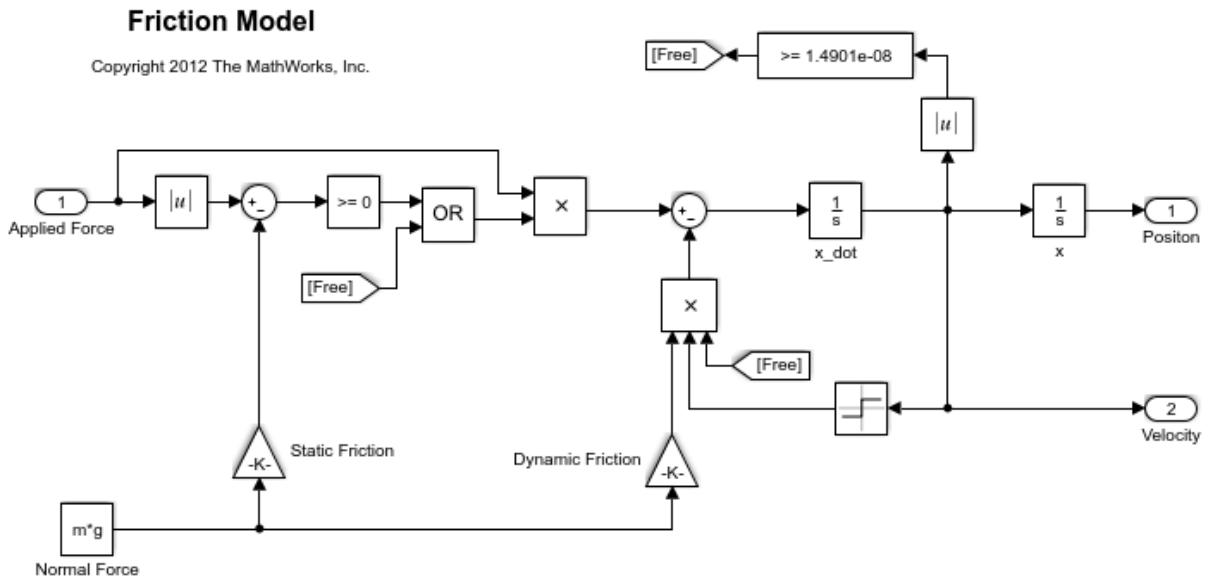 Friction Model
Copyright 2012 The MathWorks, Inc.
[Free]
>= 1.4901e-08
|u|
1
Applied Force
|u|
+
-
>= 0
OR
×
+
-
1
s
x_dot
1
s
x
1
Positon
[Free]
×
[Free]
2
Velocity
-K-
Static Friction
Dynamic Friction
-K-
m*g
Normal Force